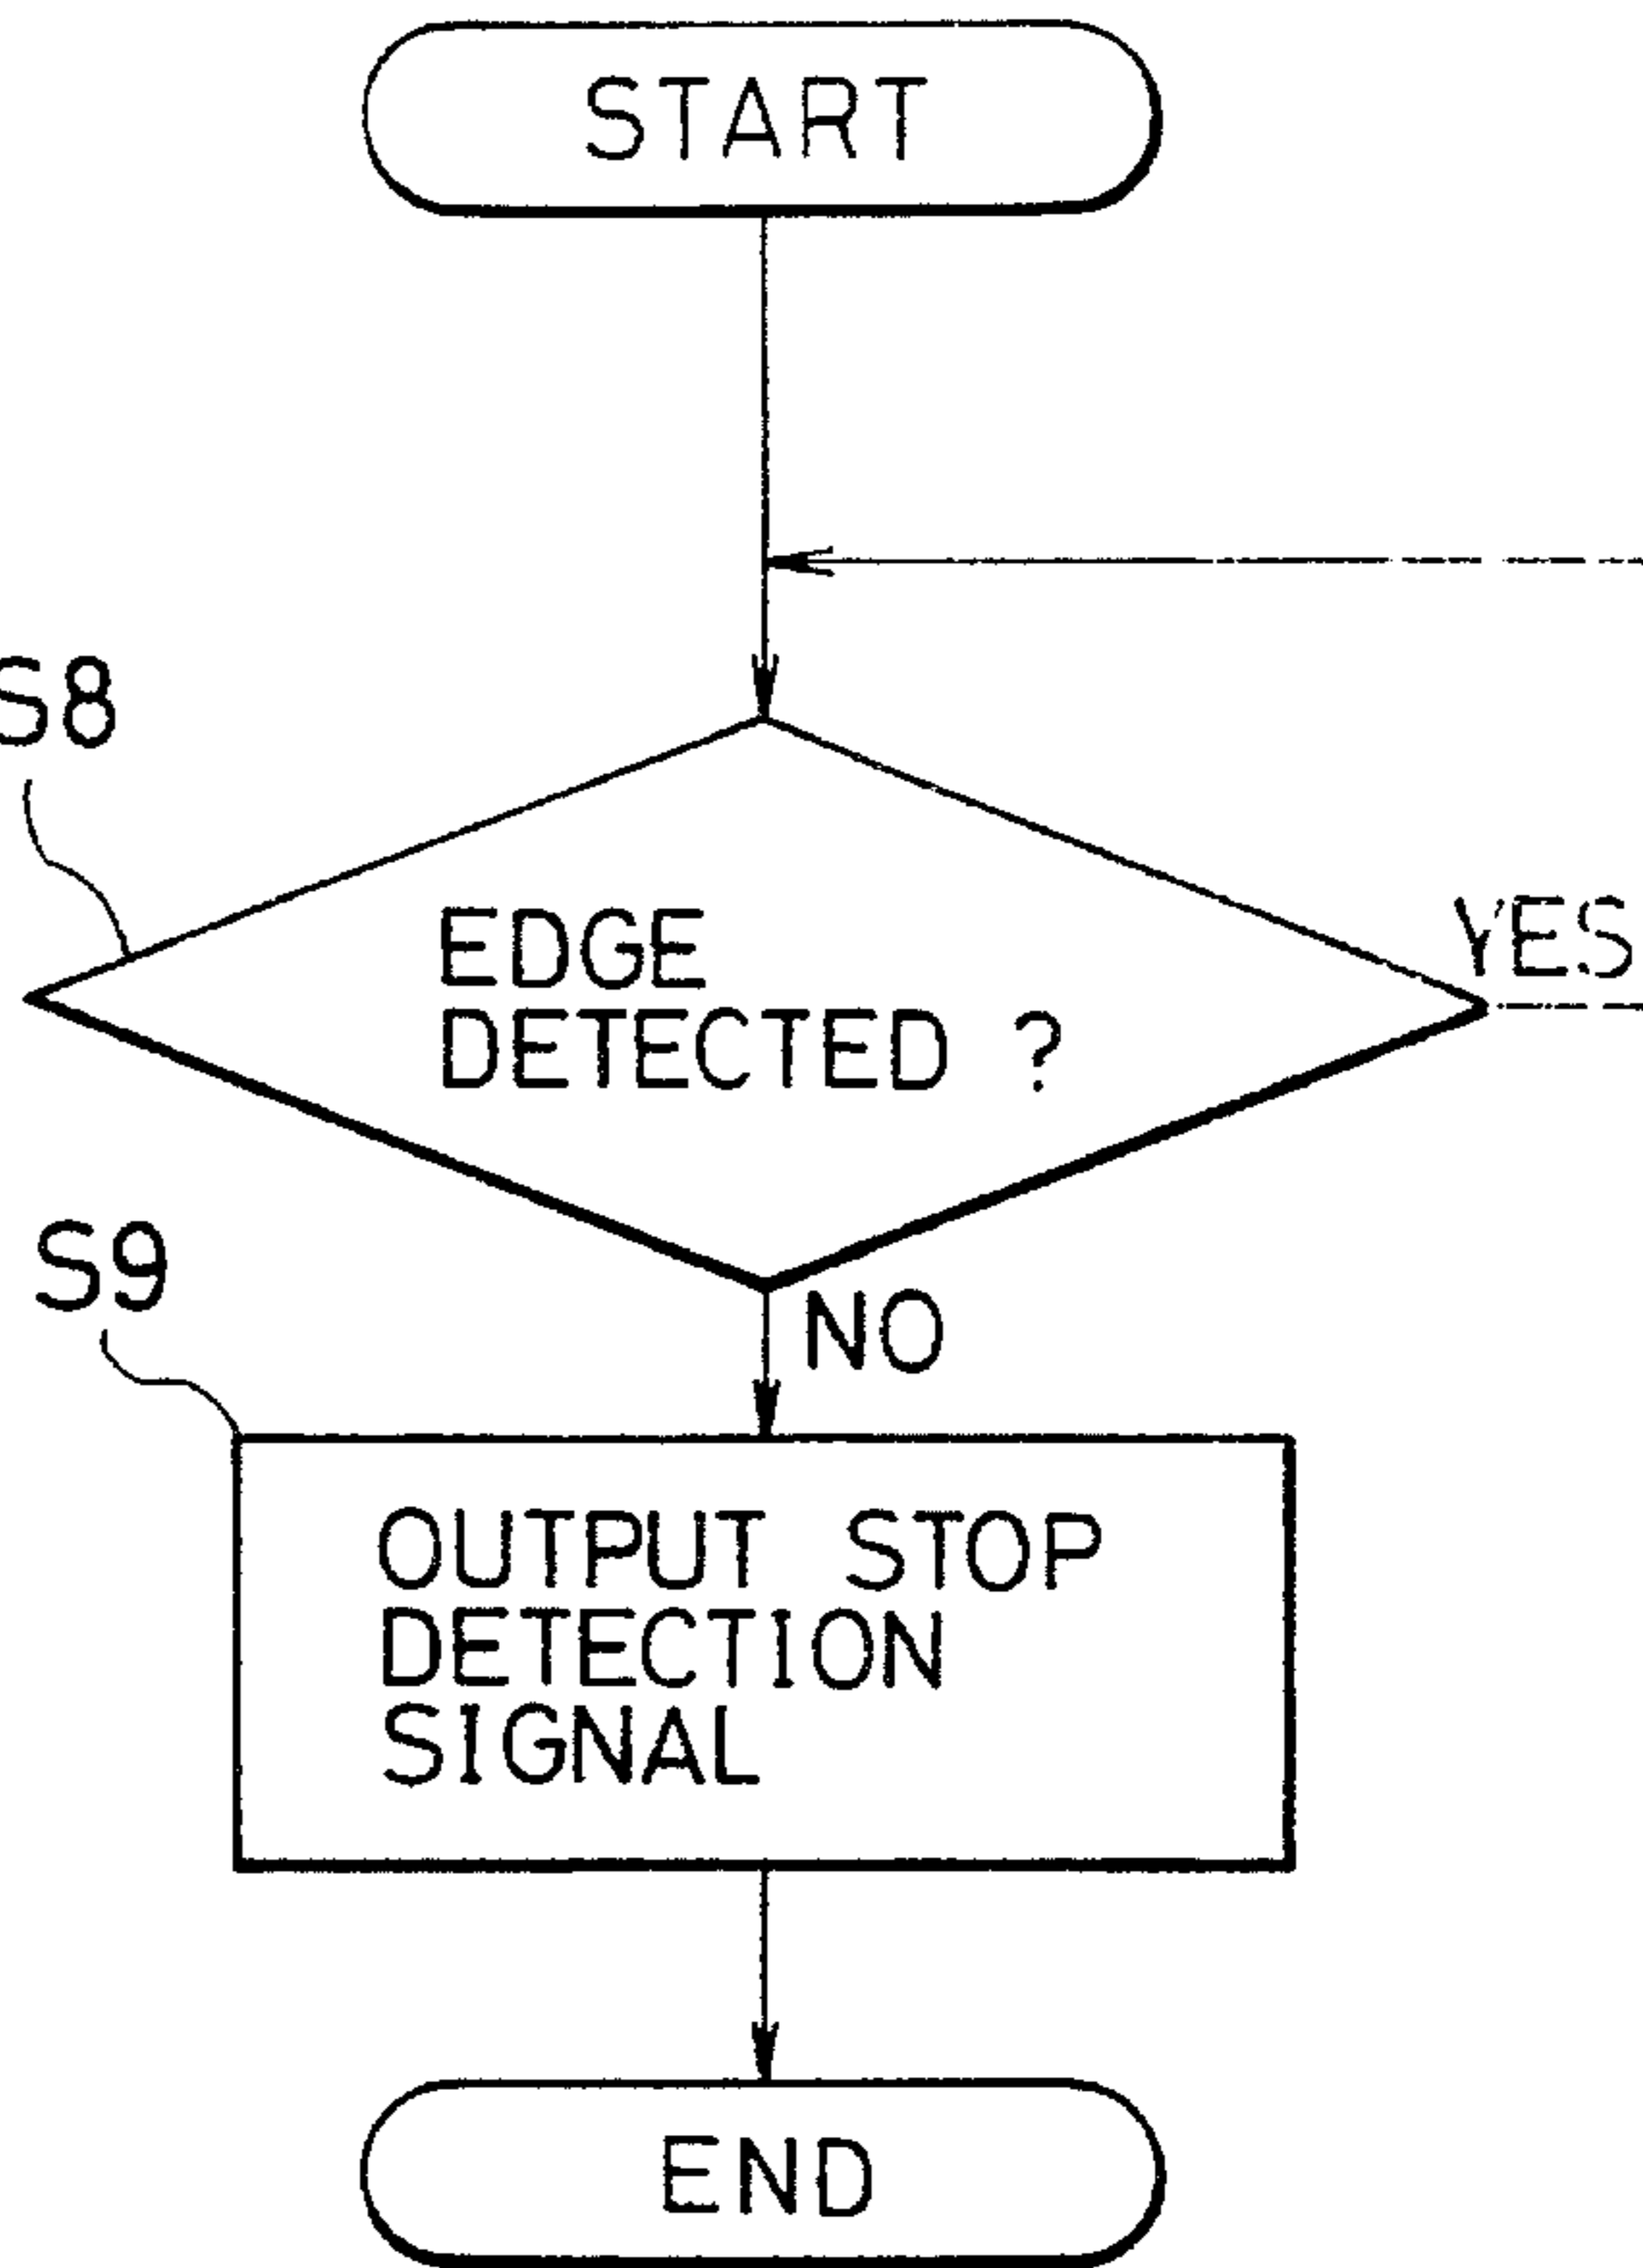 START
S8
EDGE
DETECTED ?
YES
S9
NO
OUTPUT STOP
DETECTION
SIGNAL
END